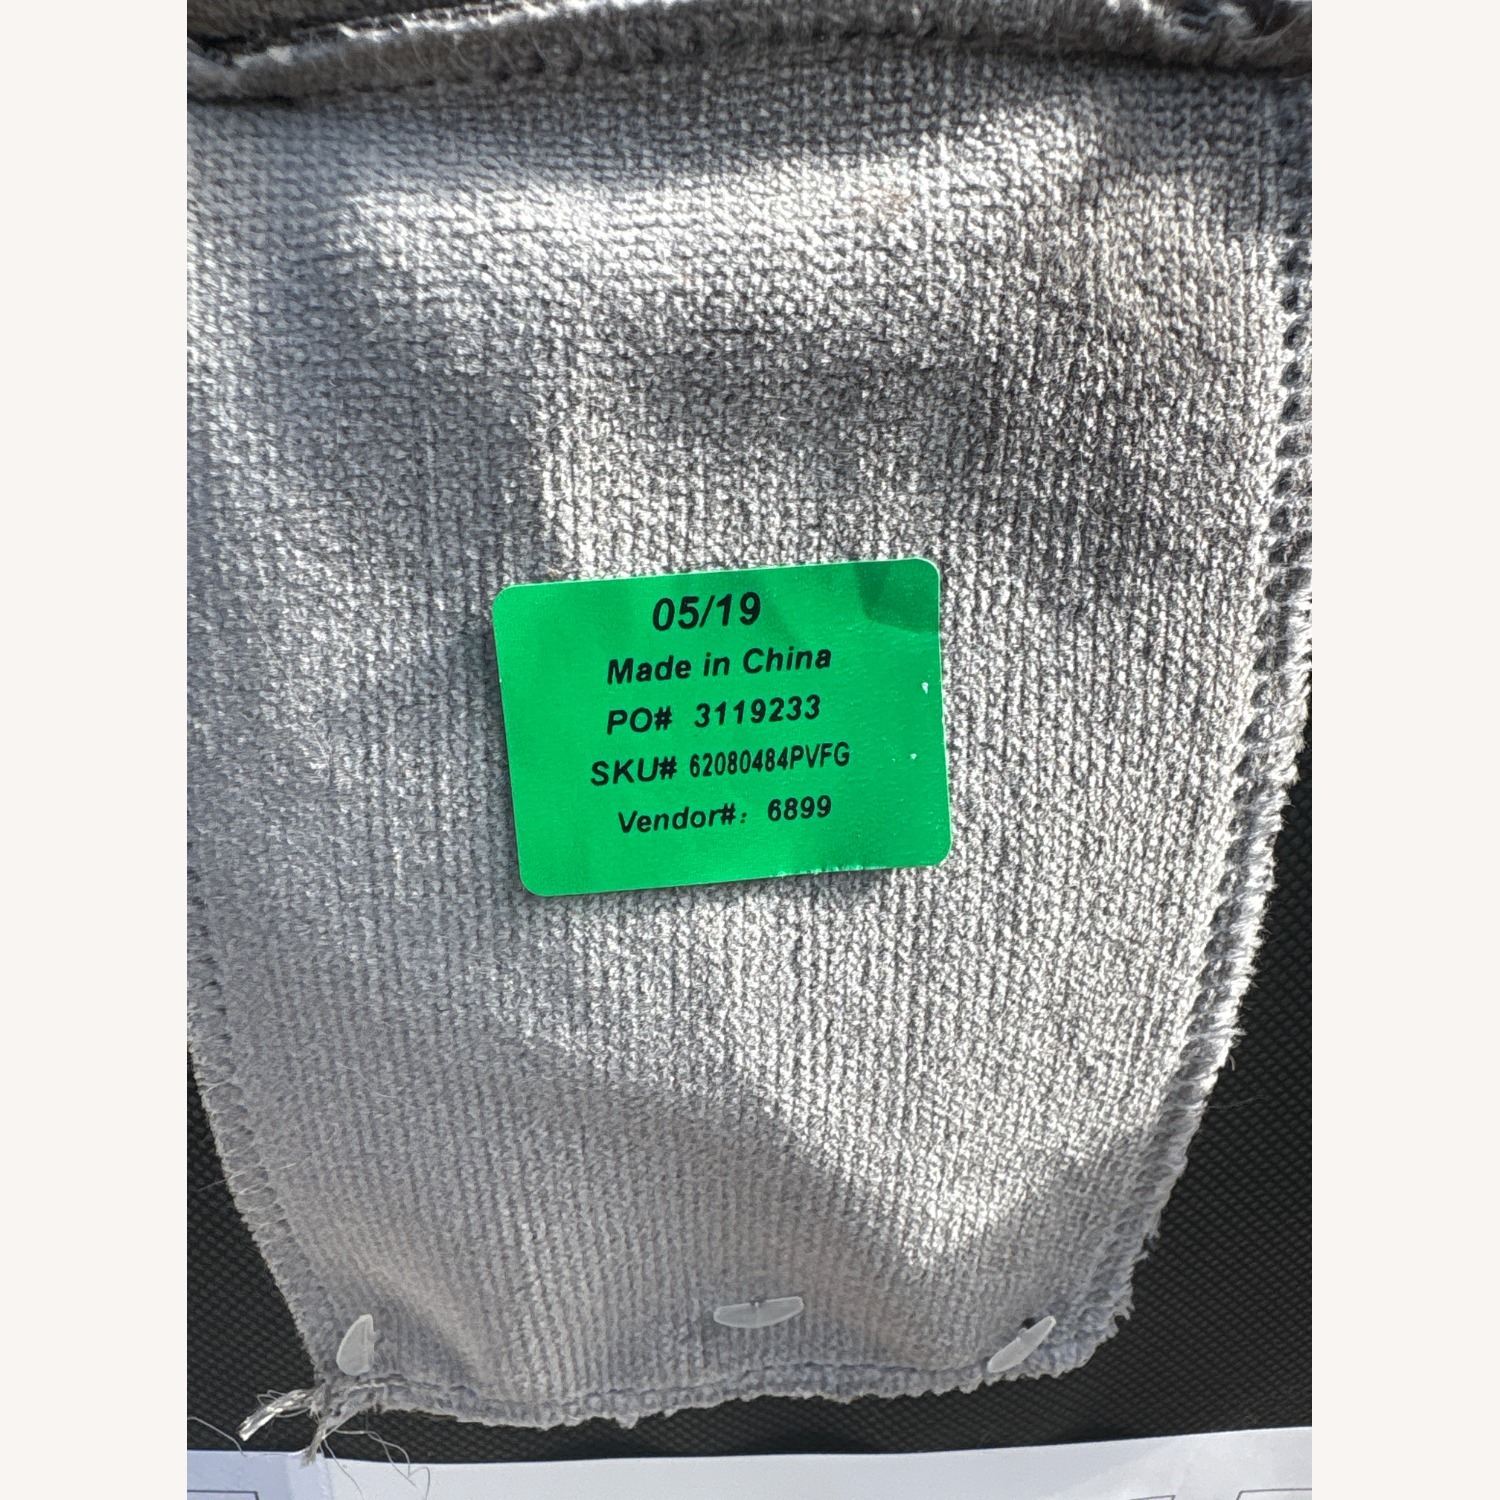 05/19
Made in China
PO# 3119233
SKU# 62080484PVFG
Vendor#: 6899